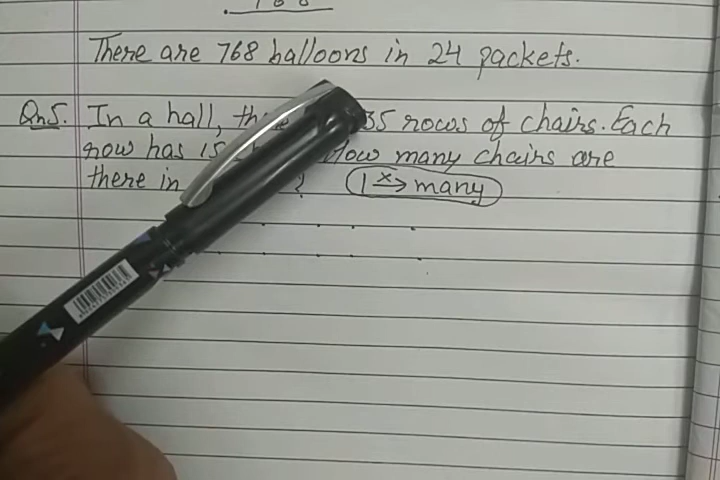 There are 768 balloons in 24 packets.
Qn5. In a hall, 35 rows of chairs. Each
row has 15 How many chairs are
there in ? (1 x→ many)